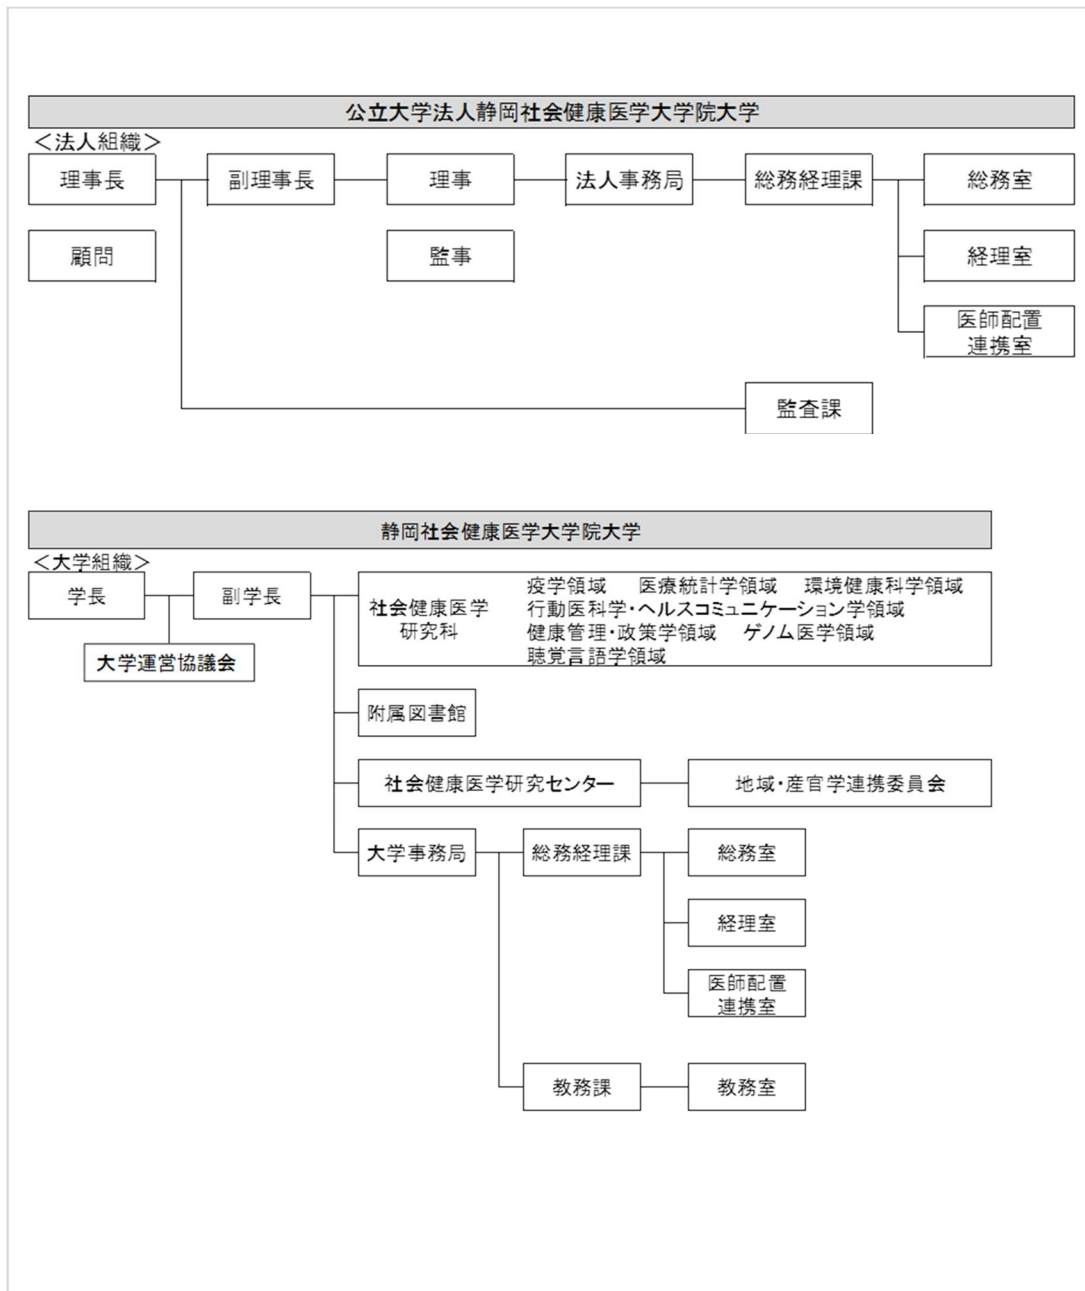 公立大学法人静岡社会健康医学大学院大学
＜法人組織＞
理事長 副理事長 理事 法人事務局 総務経理課 総務室
顧問 監事 経理室
医師配置
連携室
監査課
静岡社会健康医学大学院大学
＜大学組織＞
学長 副学長
社会健康医学
研究科
疫学領域 医療統計学領域 環境健康科学領域
行動医科学・ヘルスコミュニケーション学領域
健康管理・政策学領域 ゲノム医学領域
聴覚言語学領域
大学運営協議会
附属図書館
社会健康医学研究センター 地域・産官学連携委員会
大学事務局 総務経理課 総務室
経理室
医師配置
連携室
教務課 教務室